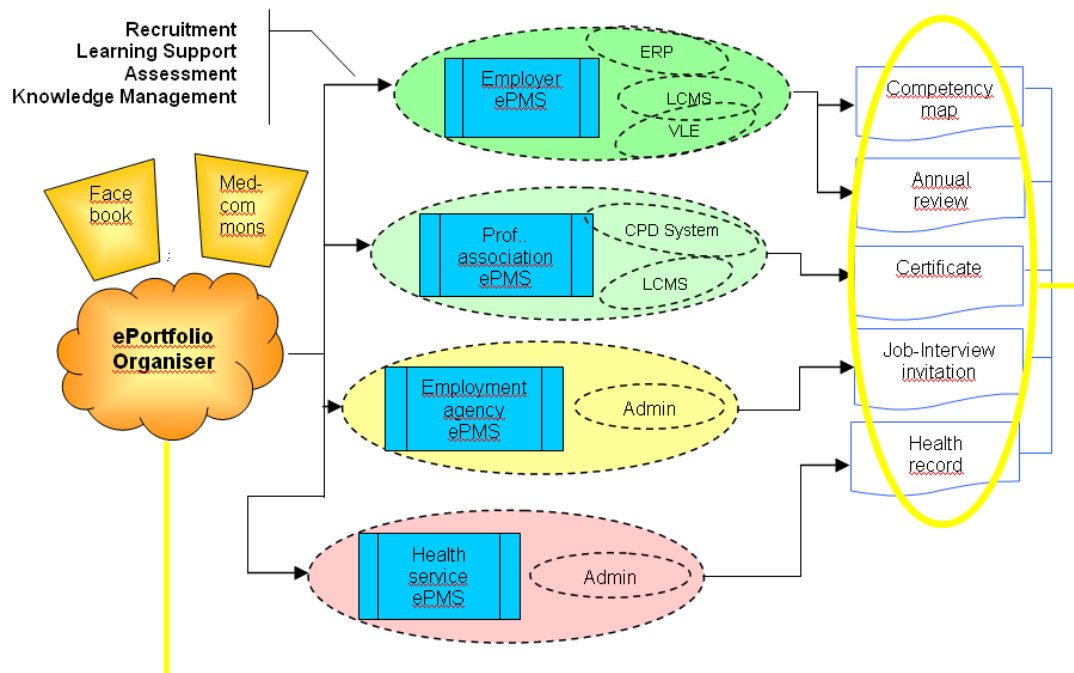 Recruitment
Learning Support
Assessment
Knowledge Management
Face
book
Med-
com
mons
;
ePortfolio
Organiser
Employer
ePMS
ERP
LCMS
VLE
Prof..
association
ePMS
CPD System
LCMS
Employment
agency
ePMS
Admin
Health
service
ePMS
Admin
Competency
map
Annual
review
Certificate
Job-Interview
invitation
Health
record